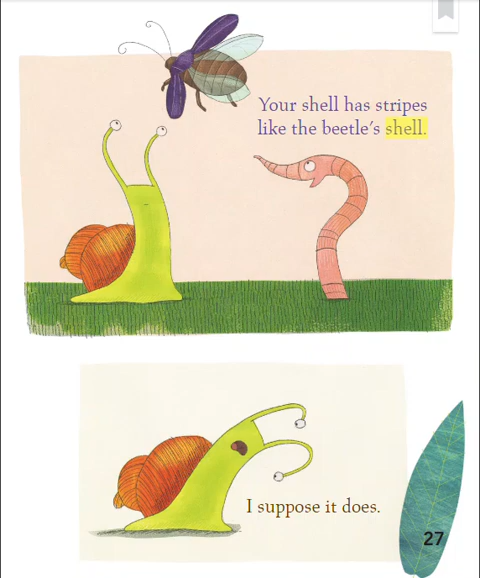 Your shell has stripes
like the beetle's shell.
I suppose it does.
27